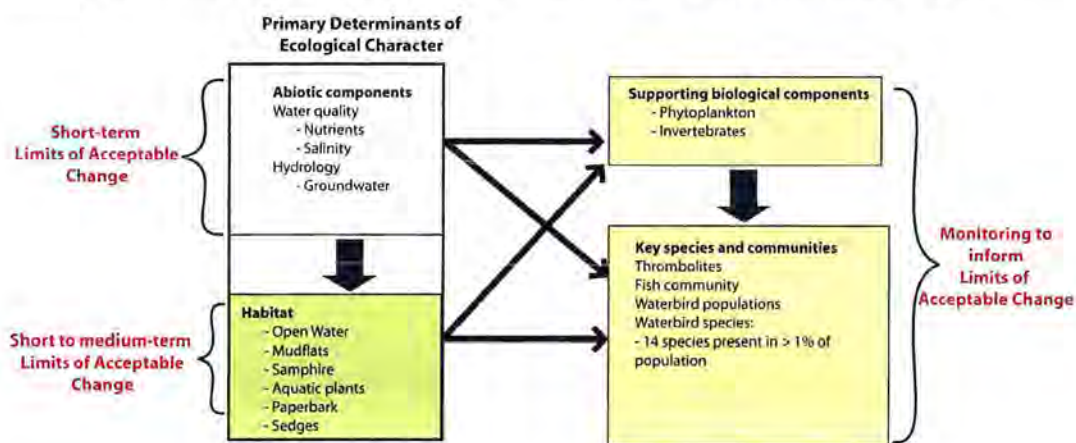 Primary Determinants of
Ecological Character
Short-term
Limits of Acceptable
Change
Abiotic components
Water quality
- Nutrients
- Salinity
Hydrology
- Groundwater
Short to medium-term
Limits of Acceptable
Change
Habitat
- Open Water
- Mudflats
- Samphire
- Aquatic plants
- Paperbark
- Sedges
Supporting biological components
- Phytoplankton
- Invertebrates
Key species and communities
Thrombolites
Fish community
Waterbird populations
Waterbird species:
- 14 species present in > 1% of
population
Monitoring to
inform
Limits of
Acceptable Change